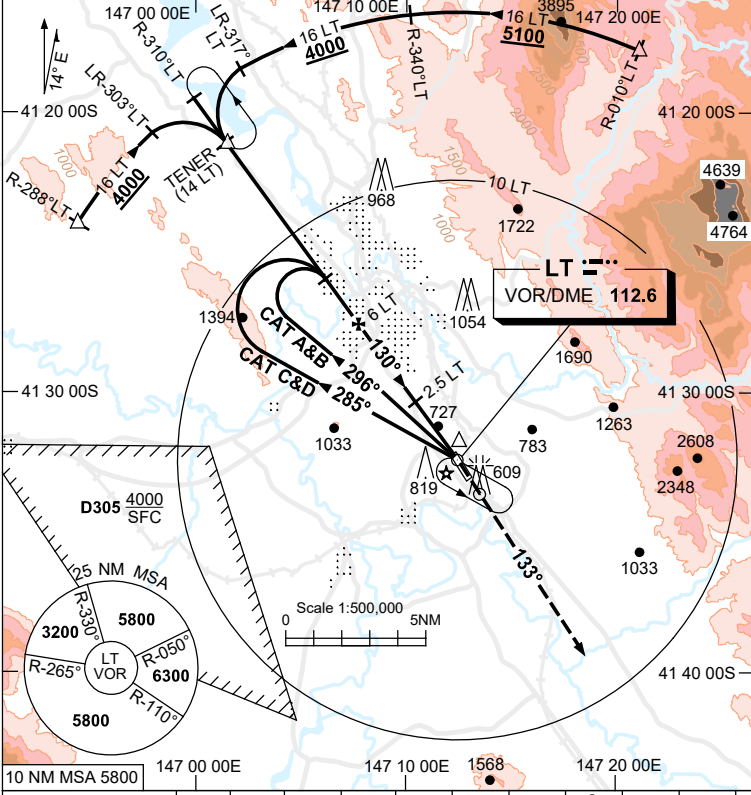 147 00 00E
147 10 00E
3895
147 20 00E
LR-317°
LT
R-310°LT
16 LT
4000
16 LT
5100
R-340°LT
R-010°LT
14° E
LR-303°LT
41 20 00S
41 20 00S
2500
500
2000
1000
R-288°LT
16 LT
4000
TENER
(14 LT)
1500
968
10 LT
1722
4639
4764
1000
LT
VOR/DME 112.6
1394
6 LT
1054
CAT A&B
296°
130°
CAT C&D
285°
2.5 LT
1690
41 30 00S
41 30 00S
727
1033
783
1263
2608
2348
819
609
D305 4000
SFC
133°
1033
25 NM MSA
R-330°
5800
3200
R-050°
LT
VOR
R-265°
6300
R-110°
5800
Scale 1:500,000
0
5NM
41 40 00S
10 NM MSA 5800
147 00 00E
147 10 00E
147 20 00E
1568